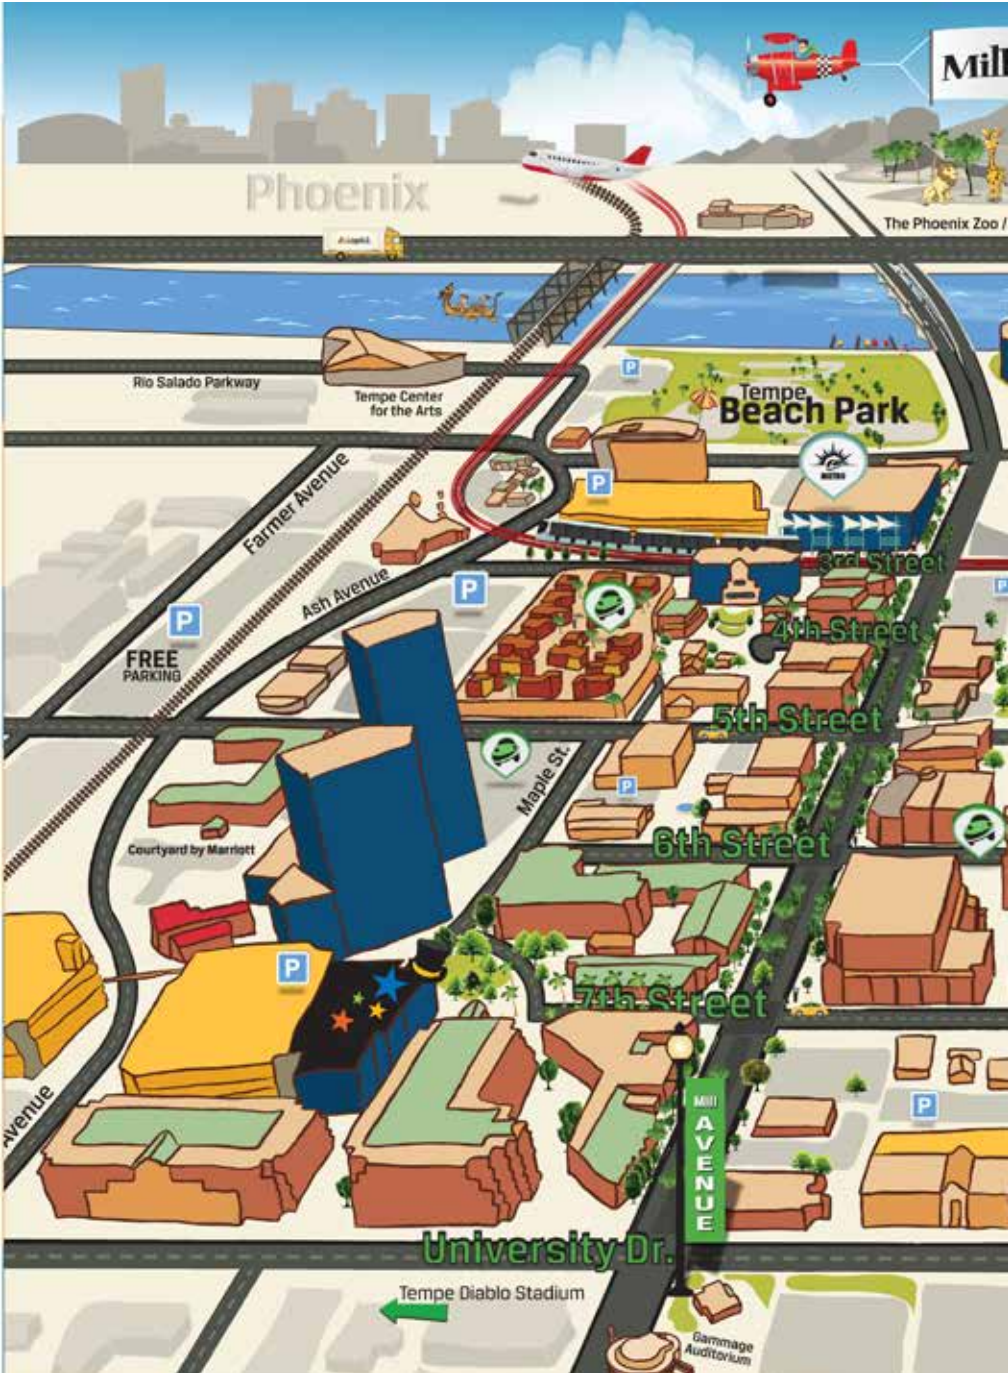 Mill
Phoenix
The Phoenix Zoo /
Rio Salado Parkway
Tempe Center
for the Arts
P
Tempe
Beach Park
METRO
P
Farmer Avenue
3rd Street
Ash Avenue
P
P
P
4th Street
FREE
PARKING
5th Street
Maple St.
P
6th Street
Courtyard by Marriott
P
7th Street
Mill
AVENUE
P
Avenue
University Dr.
Tempe Diablo Stadium
Gammage
Auditorium